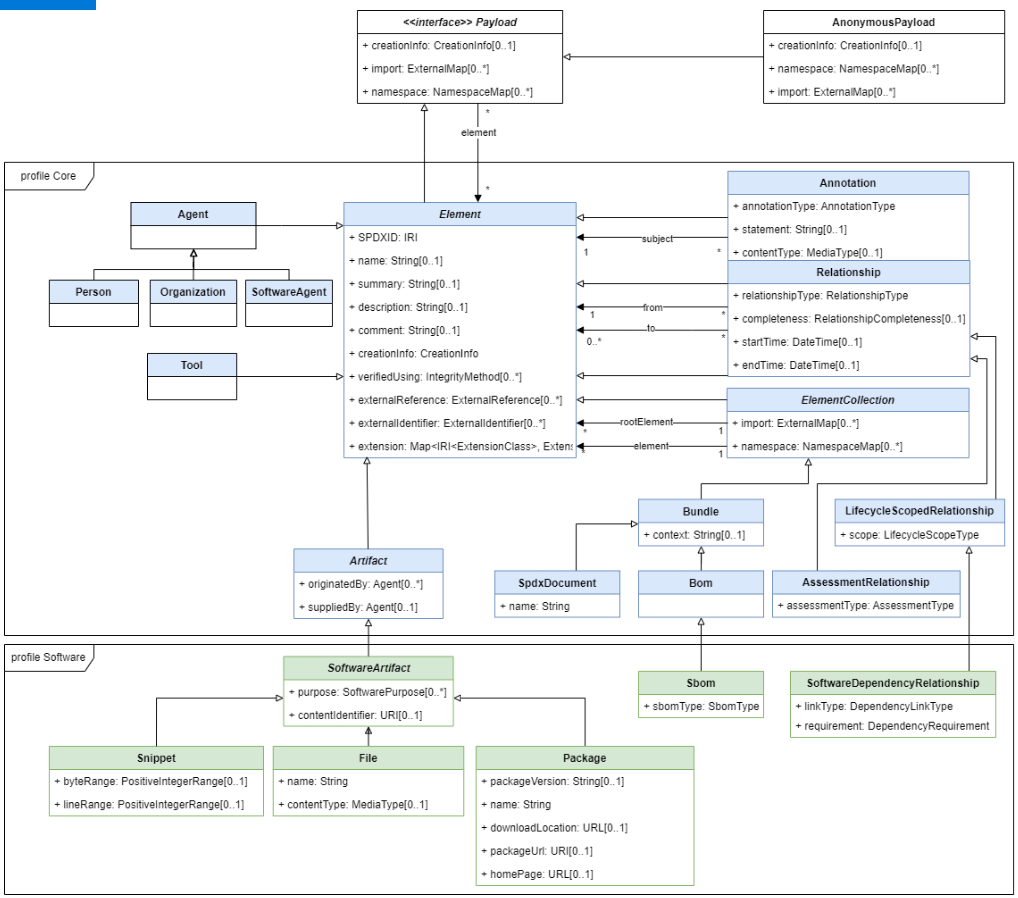 <<interface>> Payload
+ creationInfo: CreationInfo[0..1]
+ import: ExternalMap[0..*]
+ namespace: NamespaceMap[0..*]
AnonymousPayload
+ creationInfo: CreationInfo[0..1]
+ namespace: NamespaceMap[0..*]
+ import: ExternalMap[0..*]
*
element
*
profile Core
Agent
Person
Organization
SoftwareAgent
Tool
Element
+ SPDXID: IRI
+ name: String[0..1]
+ summary: String[0..1]
+ description: String[0..1]
+ comment: String[0..1]
+ creationInfo: CreationInfo
+ verifiedUsing: IntegrityMethod[0..*]
+ externalReference: ExternalReference[0..*]
+ externalIdentifier: ExternalIdentifier[0..*]
+ extension: Map<IRI<ExtensionClass>, Extens
subject
1
*
from
1
*
to
0..*
*
rootElement
*
1
element
*
1
Annotation
+ annotationType: AnnotationType
+ statement: String[0..1]
+ contentType: MediaType[0..1]
Relationship
+ relationshipType: RelationshipType
+ completeness: RelationshipCompleteness[0..1]
+ startTime: DateTime[0..1]
+ endTime: DateTime[0..1]
ElementCollection
+ import: ExternalMap[0..*]
+ namespace: NamespaceMap[0..*]
Bundle
+ context: String[0..1]
LifecycleScopedRelationship
+ scope: LifecycleScopeType
Artifact
+ originatedBy: Agent[0..*]
+ suppliedBy: Agent[0..1]
SpdxDocument
+ name: String
Bom
AssessmentRelationship
+ assessmentType: AssessmentType
profile Software
SoftwareArtifact
+ purpose: SoftwarePurpose[0..*]
+ contentIdentifier: URI[0..1]
Sbom
+ sbomType: SbomType
SoftwareDependencyRelationship
+ linkType: DependencyLinkType
+ requirement: DependencyRequirement
Snippet
+ byteRange: PositiveIntegerRange[0..1]
+ lineRange: PositiveIntegerRange[0..1]
File
+ name: String
+ contentType: MediaType[0..1]
Package
+ packageVersion: String[0..1]
+ name: String
+ downloadLocation: URL[0..1]
+ packageUrl: URI[0..1]
+ homePage: URL[0..1]